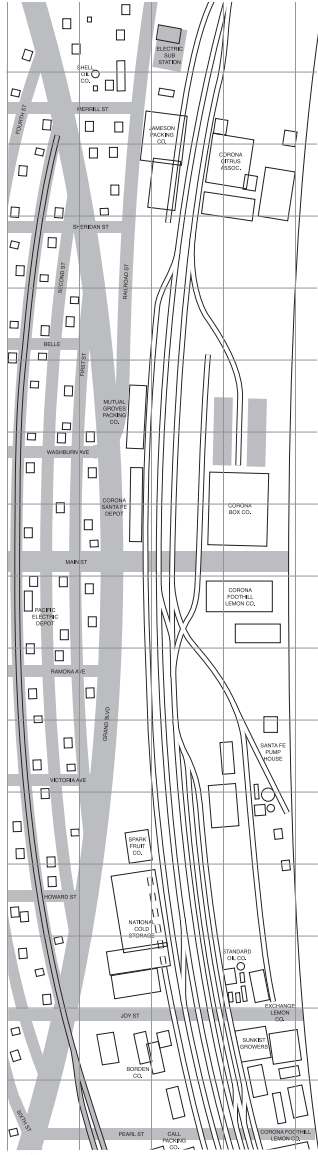 ELECTRIC
SUB
STATION
SHELL
OIL
CO.
FOURTH ST
MERRILL ST
JAMESON
PACKING
CO.
CORONA
CITRUS
ASSOC.
SHERIDAN ST
SECOND ST
RAILROAD ST
BELLE
FIRST ST
MUTUAL
GROVES
PACKING
CO.
WASHBURN AVE
CORONA
SANTA FE
DEPOT
CORONA
BOX CO.
MAIN ST
CORONA
FOOTHILL
LEMON CO.
PACIFIC
ELECTRIC
DEPOT
RAMONA AVE
GRAND BLVD
SANTA FE
PUMP
HOUSE
VICTORIA AVE
SPARK
FRUIT
CO.
HOWARD ST
NATIONAL
COLD
STORAGE
STANDARD
OIL CO.
EXCHANGE
LEMON
CO.
JOY ST
SUNKIST
GROWERS
BORDEN
CO.
SIXTH ST
PEARL ST
CALL
PACKING
CO.
CORONA FOOTHILL
LEMON CO.